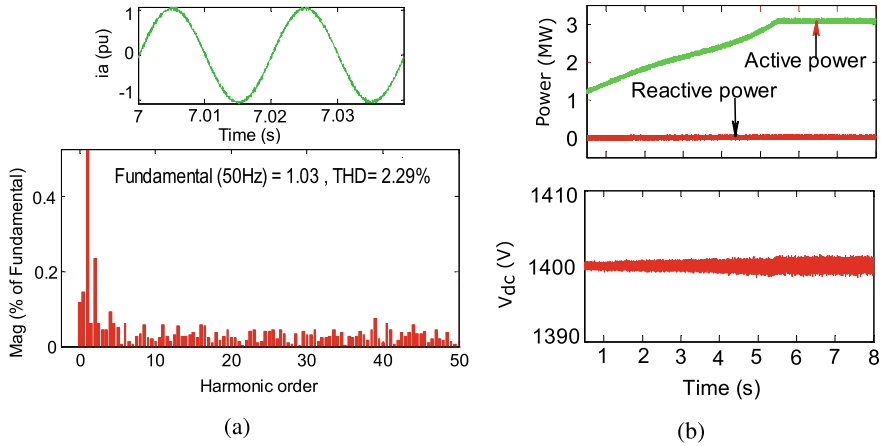 ia (pu)
1
0
-1
7
7.01
7.02
7.03
Time (s)
Fundamental (50Hz) = 1.03 , THD= 2.29%
Mag (% of Fundamental)
0.4
0.2
0
0
10
20
30
40
50
Harmonic order
(a)
Power (MW)
3
2
1
0
Active power
Reactive power
Vdc (V)
1410
1400
1390
1
2
3
4
5
6
7
8
Time (s)
(b)